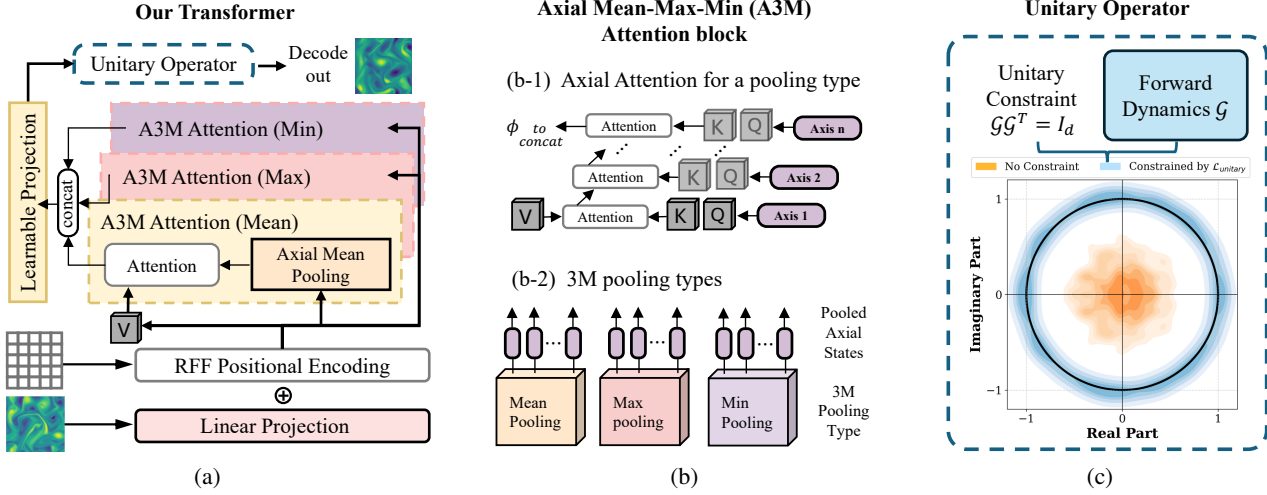 Our Transformer
Unitary Operator
Decode
out
A3M Attention (Min)
A3M Attention (Max)
A3M Attention (Mean)
Learnable Projection
concat
Attention
Axial Mean
Pooling
V
RFF Positional Encoding
Linear Projection
(a)
Axial Mean-Max-Min (A3M)
Attention block
(b-1) Axial Attention for a pooling type
ϕ to concat
Attention
K
Q
Axis n
Attention
K
Q
Axis 2
V
Attention
K
Q
Axis 1
(b-2) 3M pooling types
Pooled
Axial
States
Mean
Pooling
Max
pooling
Min
Pooling
3M
Pooling
Type
(b)
Unitary Operator
Unitary
Constraint
𝒢𝒢ᵀ = I_d
Forward
Dynamics 𝒢
No Constraint
Constrained by ℒ_unitary
Imaginary Part
1
0
−1
−1
0
1
Real Part
(c)